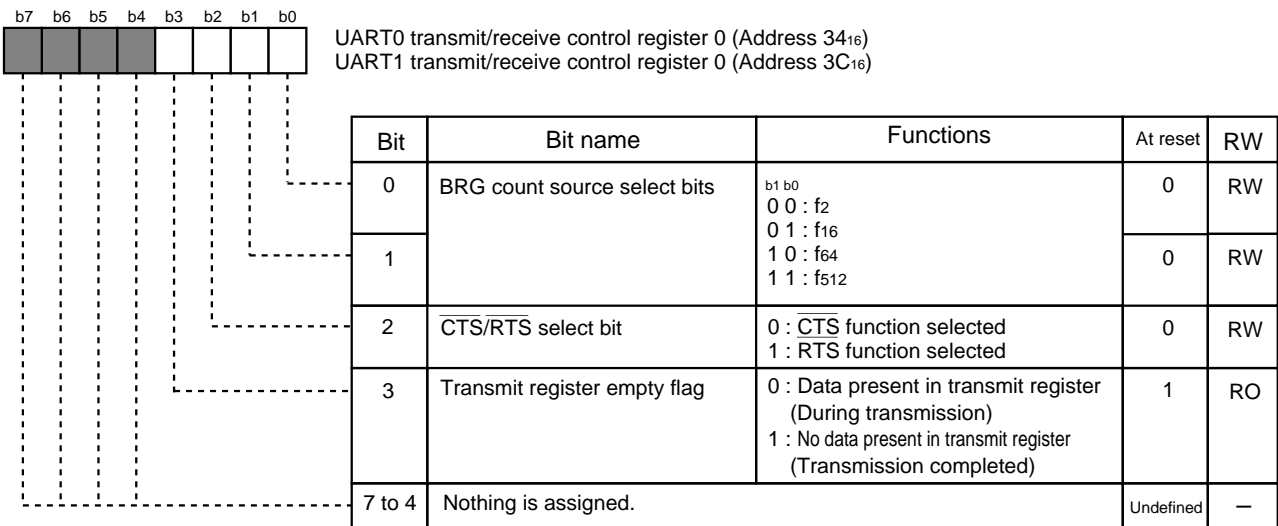 b7 b6 b5 b4 b3 b2 b1 b0
UART0 transmit/receive control register 0 (Address 3416)
UART1 transmit/receive control register 0 (Address 3C16)
Bit Bit name Functions At reset RW
0 BRG count source select bits b1 b0 0 RW
0 0 : f2
0 1 : f16
1 1 0 : f64 0 RW
1 1 : f512
2 CTS/RTS select bit 0 : CTS function selected 0 RW
1 : RTS function selected
3 Transmit register empty flag 0 : Data present in transmit register 1 RO
(During transmission)
1 : No data present in transmit register
(Transmission completed)
7 to 4 Nothing is assigned. Undefined –